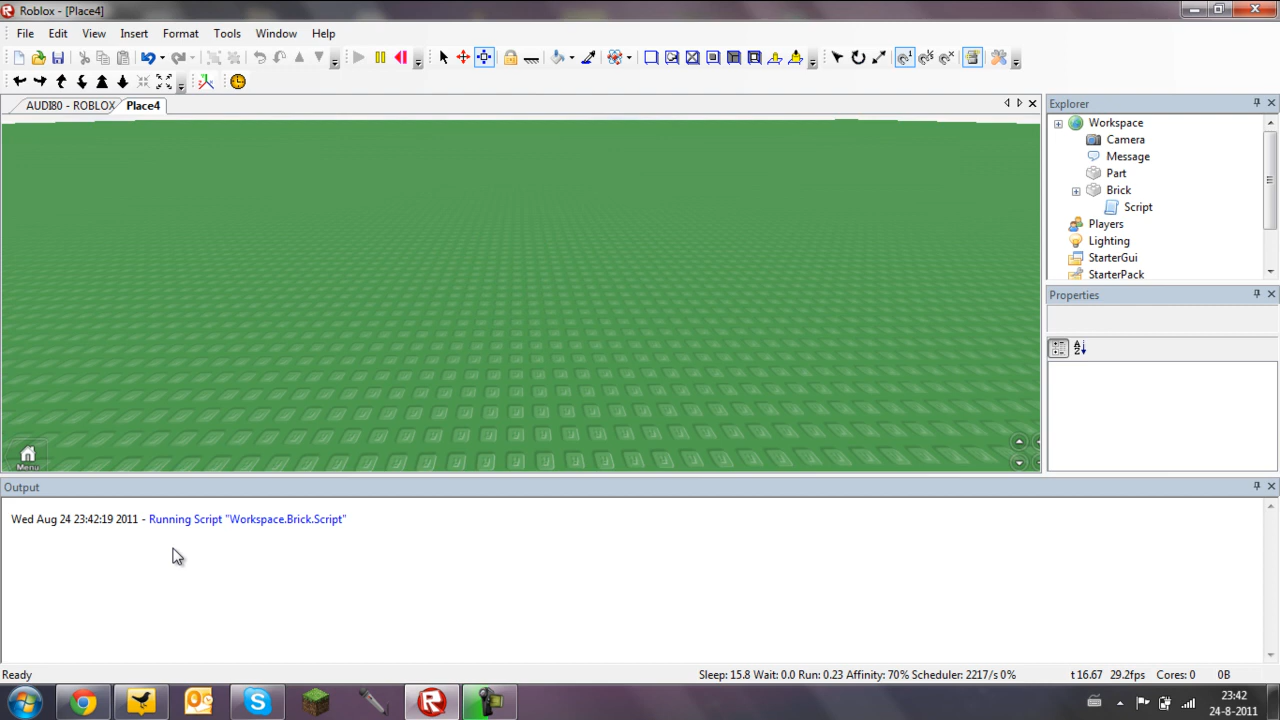 Roblox - [Place4]
File Edit View Insert Format Tools Window Help
AUDI80 - ROBLOX Place4
Explorer
Workspace
Camera
Message
Part
Brick
Script
Players
Lighting
StarterGui
StarterPack
Properties
Menu
Output
Wed Aug 24 23:42:19 2011 - Running Script "Workspace.Brick.Script"
Ready
Sleep: 15.8 Wait: 0.0 Run: 0.23 Affinity: 70% Scheduler: 2217/s 0% t 16.67 29.2fps Cores: 0 0B
23:42
24-8-2011